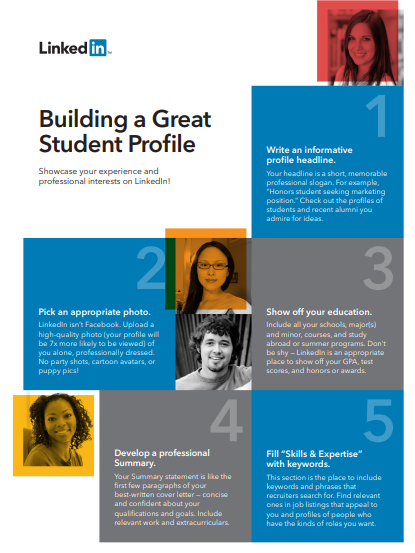 Linked in™
Building a Great
Student Profile
Showcase your experience and
professional interests on LinkedIn!
1
Write an informative
profile headline.
Your headline is a short, memorable
professional slogan. For example,
“Honors student seeking marketing
position.” Check out the profiles of
students and recent alumni you
admire for ideas.
2
Pick an appropriate photo.
LinkedIn isn’t Facebook. Upload a
high-quality photo (your profile will
be 7x more likely to be viewed) of
you alone, professionally dressed.
No party shots, cartoon avatars, or
puppy pics!
3
Show off your education.
Include all your schools, major(s)
and minor, courses, and study
abroad or summer programs. Don’t
be shy — LinkedIn is an appropriate
place to show off your GPA, test
scores, and honors or awards.
4
Develop a professional
Summary.
Your Summary statement is like the
first few paragraphs of your
best-written cover letter — concise
and confident about your
qualifications and goals. Include
relevant work and extracurriculars.
5
Fill “Skills & Expertise”
with keywords.
This section is the place to include
keywords and phrases that
recruiters search for. Find relevant
ones in job listings that appeal to
you and profiles of people who
have the kinds of roles you want.